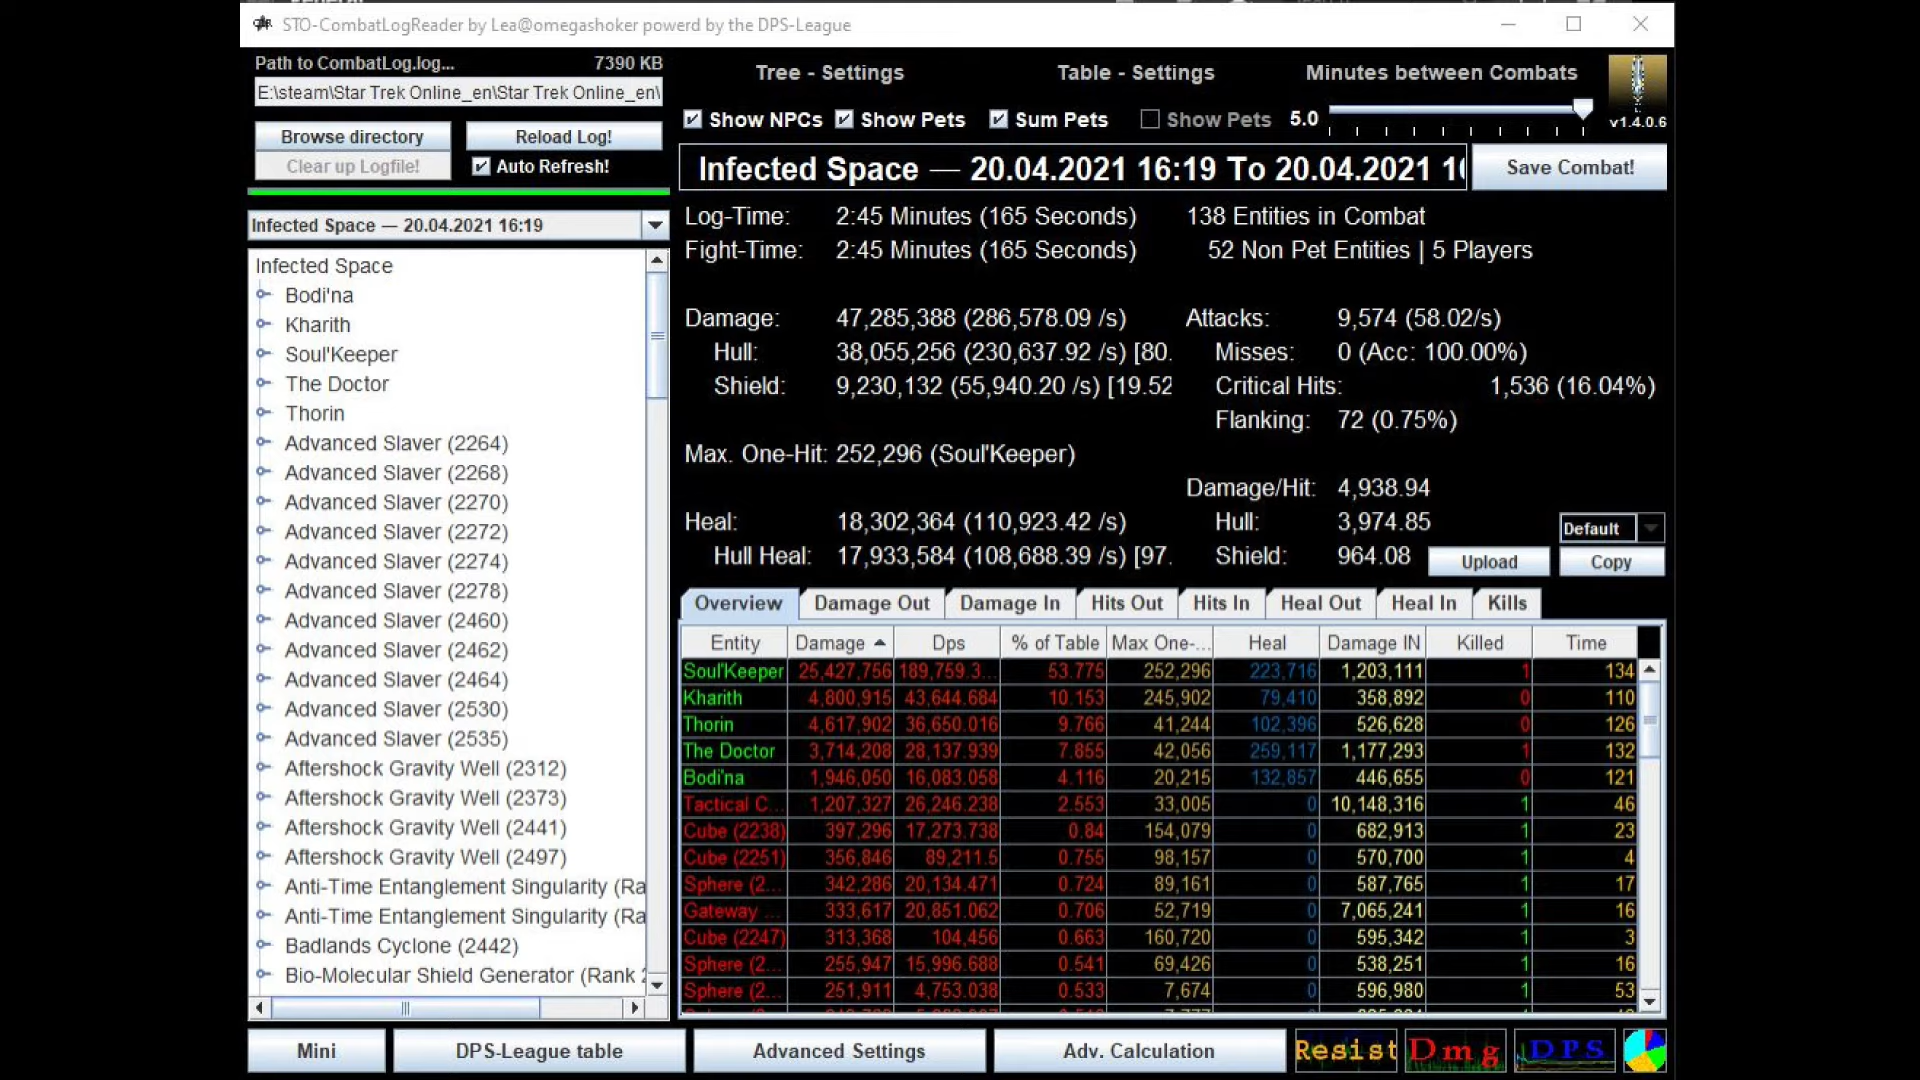 STO-CombatLogReader by Lea@omegashoker powerd by the DPS-League
Path to CombatLog.log... 7390 KB
E:\steam\Star Trek Online_en\Star Trek Online_en\
Browse directory Reload Log!
Clear up Logfile! Auto Refresh!
Infected Space — 20.04.2021 16:19
Infected Space
Bodi'na
Kharith
Soul'Keeper
The Doctor
Thorin
Advanced Slaver (2264)
Advanced Slaver (2268)
Advanced Slaver (2270)
Advanced Slaver (2272)
Advanced Slaver (2274)
Advanced Slaver (2278)
Advanced Slaver (2460)
Advanced Slaver (2462)
Advanced Slaver (2464)
Advanced Slaver (2530)
Advanced Slaver (2535)
Aftershock Gravity Well (2312)
Aftershock Gravity Well (2373)
Aftershock Gravity Well (2441)
Aftershock Gravity Well (2497)
Anti-Time Entanglement Singularity (Ra
Anti-Time Entanglement Singularity (Ra
Badlands Cyclone (2442)
Bio-Molecular Shield Generator (Rank
Tree - Settings Table - Settings Minutes between Combats
Show NPCs Show Pets Sum Pets Show Pets 5.0 v1.4.0.6
Infected Space — 20.04.2021 16:19 To 20.04.2021 1 Save Combat!
Log-Time: 2:45 Minutes (165 Seconds) 138 Entities in Combat
Fight-Time: 2:45 Minutes (165 Seconds) 52 Non Pet Entities | 5 Players
Damage: 47,285,388 (286,578.09 /s) Attacks: 9,574 (58.02/s)
Hull: 38,055,256 (230,637.92 /s) [80. Misses: 0 (Acc: 100.00%)
Shield: 9,230,132 (55,940.20 /s) [19.52 Critical Hits: 1,536 (16.04%)
Flanking: 72 (0.75%)
Max. One-Hit: 252,296 (Soul'Keeper)
Damage/Hit: 4,938.94
Heal: 18,302,364 (110,923.42 /s) Hull: 3,974.85 Default
Hull Heal: 17,933,584 (108,688.39 /s) [97. Shield: 964.08 Upload Copy
Overview Damage Out Damage In Hits Out Hits In Heal Out Heal In Kills
Entity Damage Dps % of Table Max One-... Heal Damage IN Killed Time
Soul'Keeper 25,427,756 189,759.3... 53.775 252,296 223,716 1,203,111 1 134
Kharith 4,800,915 43,644.684 10.153 245,902 79,410 358,892 0 110
Thorin 4,617,902 36,650.016 9.766 41,244 102,396 526,628 0 126
The Doctor 3,714,208 28,137.939 7.855 42,056 259,117 1,177,293 1 132
Bodi'na 1,946,050 16,083.058 4.116 20,215 132,857 446,655 0 121
Tactical C... 1,207,327 26,246.238 2.553 33,005 0 10,148,316 1 46
Cube (2238) 397,296 17,273.738 0.84 154,079 0 682,913 1 23
Cube (2251) 356,846 89,211.5 0.755 98,157 0 570,700 1 4
Sphere (2... 342,286 20,134.471 0.724 89,161 0 587,765 1 17
Gateway ... 333,617 20,851.062 0.706 52,719 0 7,065,241 1 16
Cube (2247) 313,368 104,456 0.663 160,720 0 595,342 1 3
Sphere (2... 255,947 15,996.688 0.541 69,426 0 538,251 1 16
Sphere (2... 251,911 4,753.038 0.533 7,674 0 596,980 1 53
Mini DPS-League table Advanced Settings Adv. Calculation Resist Dmg DPS